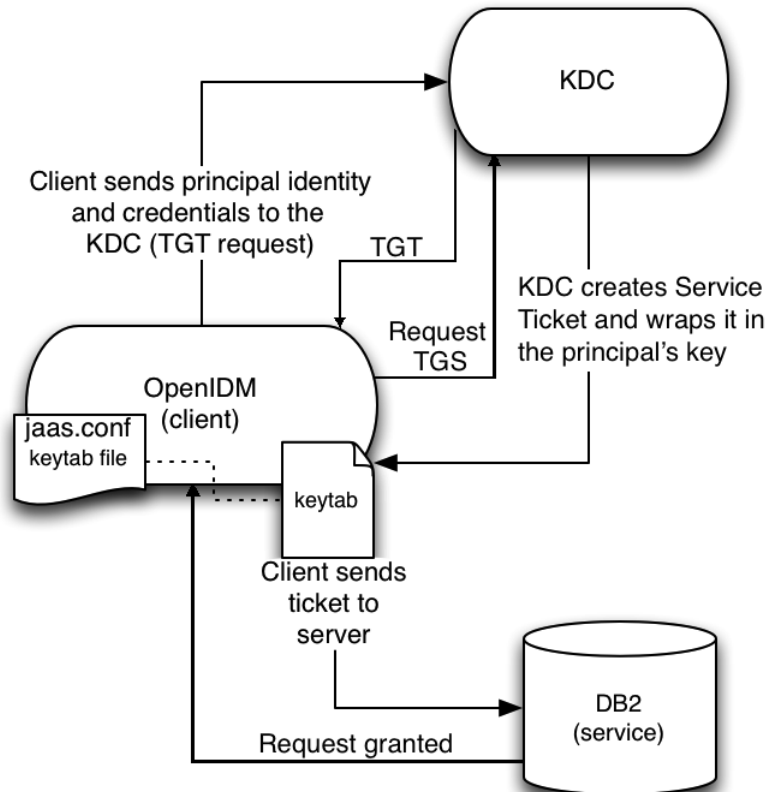 KDC
Client sends principal identity
and credentials to the
KDC (TGT request)
TGT
KDC creates Service
Ticket and wraps it in
the principal's key
Request
TGS
OpenIDM
(client)
jaas.conf
keytab file
keytab
Client sends
ticket to
server
DB2
(service)
Request granted